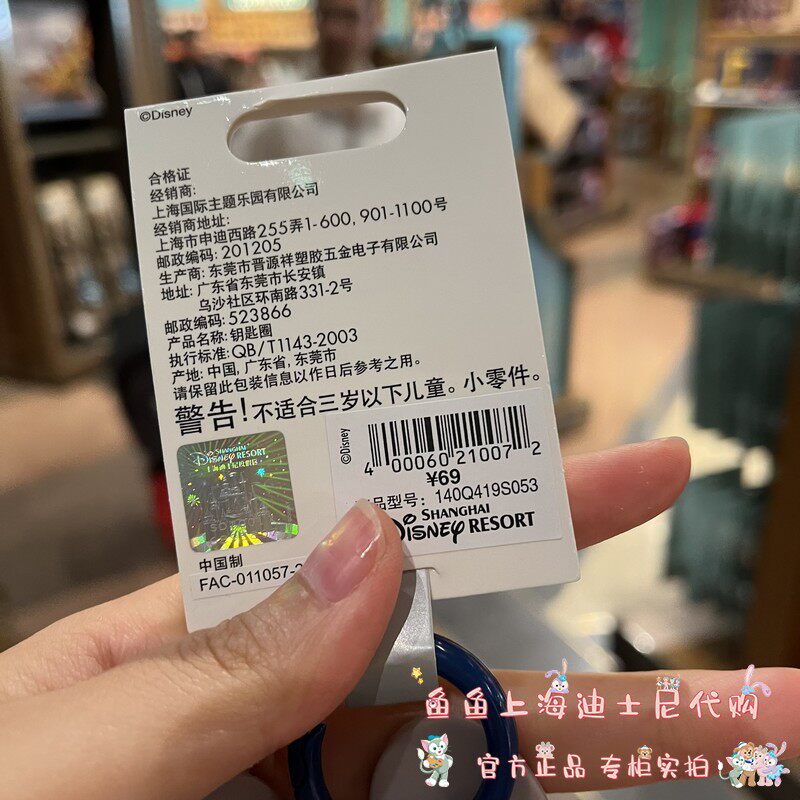 ©Disney
合格证
经销商:
上海国际主题乐园有限公司
经销商地址:
上海市申迪西路255弄1-600, 901-1100号
邮政编码: 201205
生产商: 东莞市晋源祥塑胶五金电子有限公司
地址: 广东省东莞市长安镇
乌沙社区环南路331-2号
邮政编码: 523866
产品名称: 钥匙圈
执行标准: QB/T1143-2003
产地: 中国, 广东省, 东莞市
请保留此包装信息以作日后参考之用。
警告! 不适合三岁以下儿童。小零件。
SHANGHAI
DISNEY RESORT
上海迪士尼度假区
©Disney
4 00060 21007 2
¥69
品型号: 140Q419S053
SHANGHAI
DISNEY RESORT
中国制
FAC-011057-
鱼鱼上海迪士尼代购
官方正品 专柜实拍